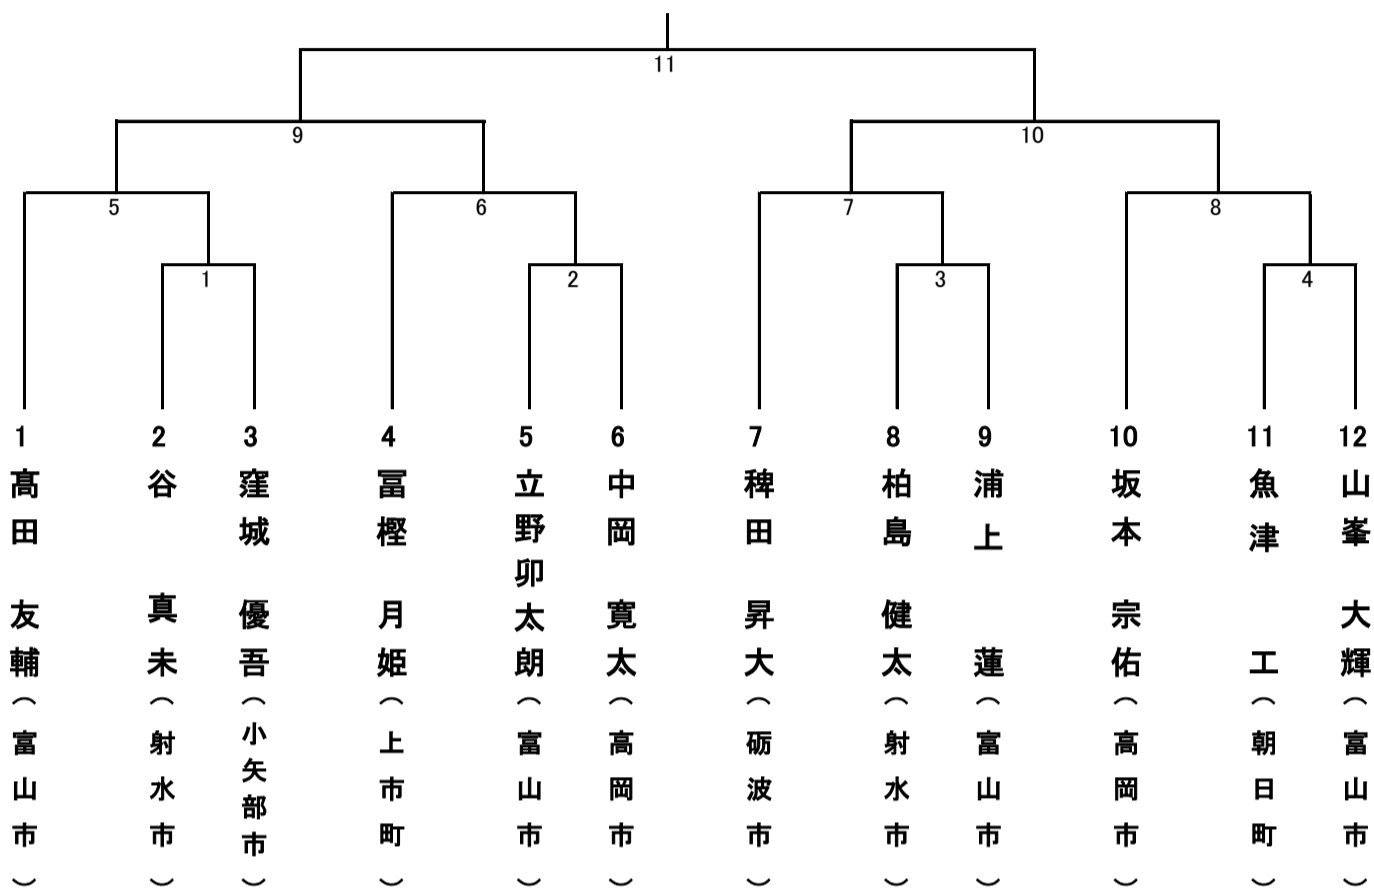 11
9
10
5
6
7
8
1
2
3
4
1 髙田 友輔(富山市)
2 谷 真未(射水市)
3 窪城 優吾(小矢部市)
4 冨樫 月姫(上市町)
5 立野卯太朗(富山市)
6 中岡 寛太(高岡市)
7 稗田 昇大(砺波市)
8 柏島 健太(射水市)
9 浦上 蓮(富山市)
10 坂本 宗佑(高岡市)
11 魚津 工(朝日町)
12 山峯 大輝(富山市)